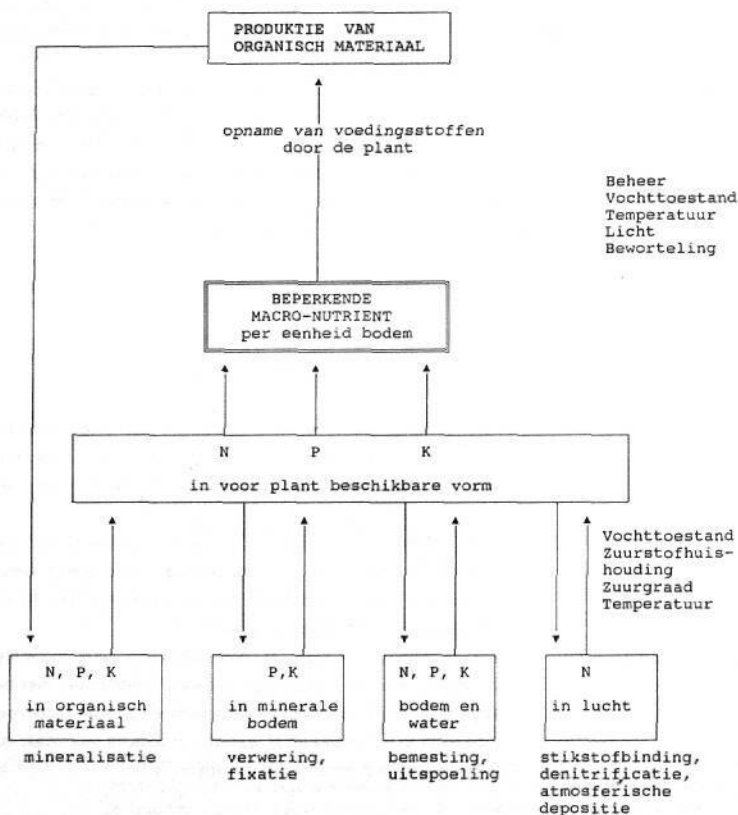 PRODUKTIE VAN
ORGANISCH MATERIAAL
opname van voedingsstoffen
door de plant
Beheer
Vochttoestand
Temperatuur
Licht
Beworteling
BEPERKENDE
MACRO-NUTRIENT
per eenheid bodem
N P K
in voor plant beschikbare vorm
Vochttoestand
Zuurstofhuis-
houding
Zuurgraad
Temperatuur
N, P, K
in organisch
materiaal
mineralisatie
P,K
in minerale
bodem
verwering,
fixatie
N, P, K
bodem en
water
bemesting,
uitspoeling
N
in lucht
stikstofbinding,
denitrificatie,
atmosferische
depositie